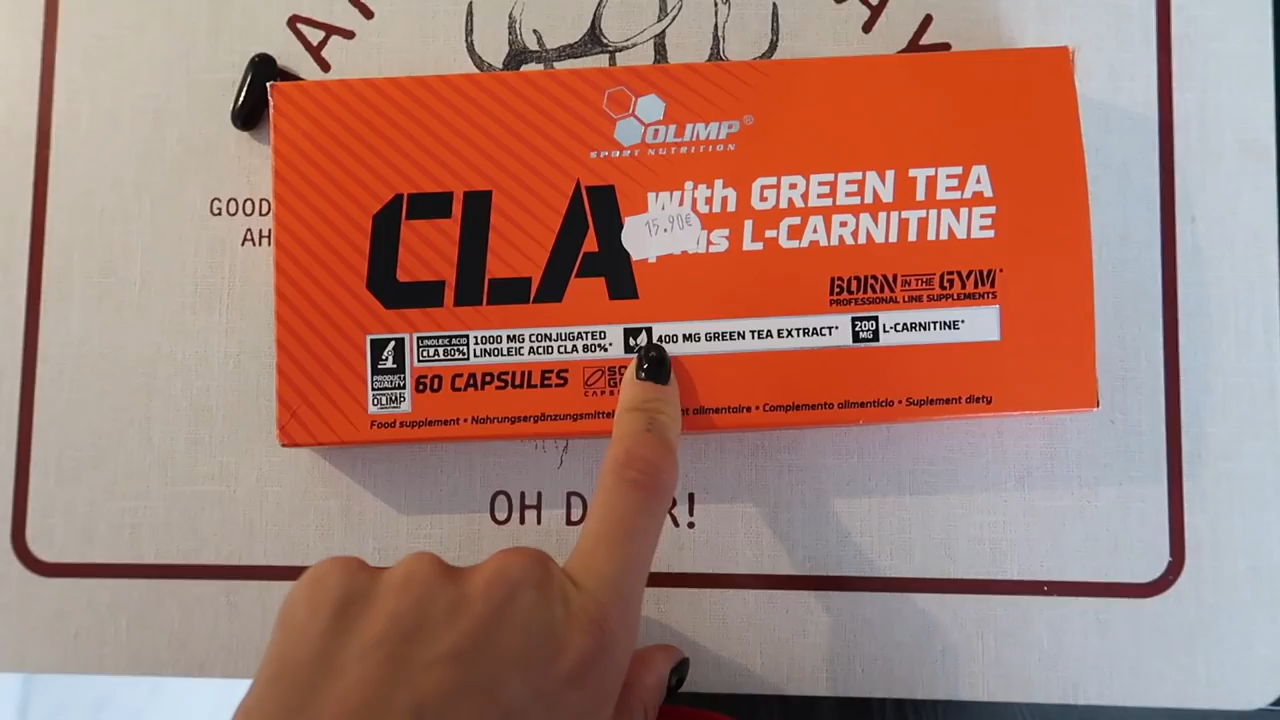 OLIMP®
SPORT NUTRITION
CLA
with GREEN TEA
plus L-CARNITINE
15.90€
BORN IN THE GYM
PROFESSIONAL LINE SUPPLEMENTS
PRODUCT
QUALITY
OLIMP
LINOLEIC ACID
CLA 80%
1000 MG CONJUGATED
LINOLEIC ACID CLA 80%*
400 MG GREEN TEA EXTRACT*
200
MG
L-CARNITINE*
60 CAPSULES
Food supplement • Nahrungsergänzungsmittel
alimentaire • Complemento alimenticio • Suplement diety
GOOD
AH
OH